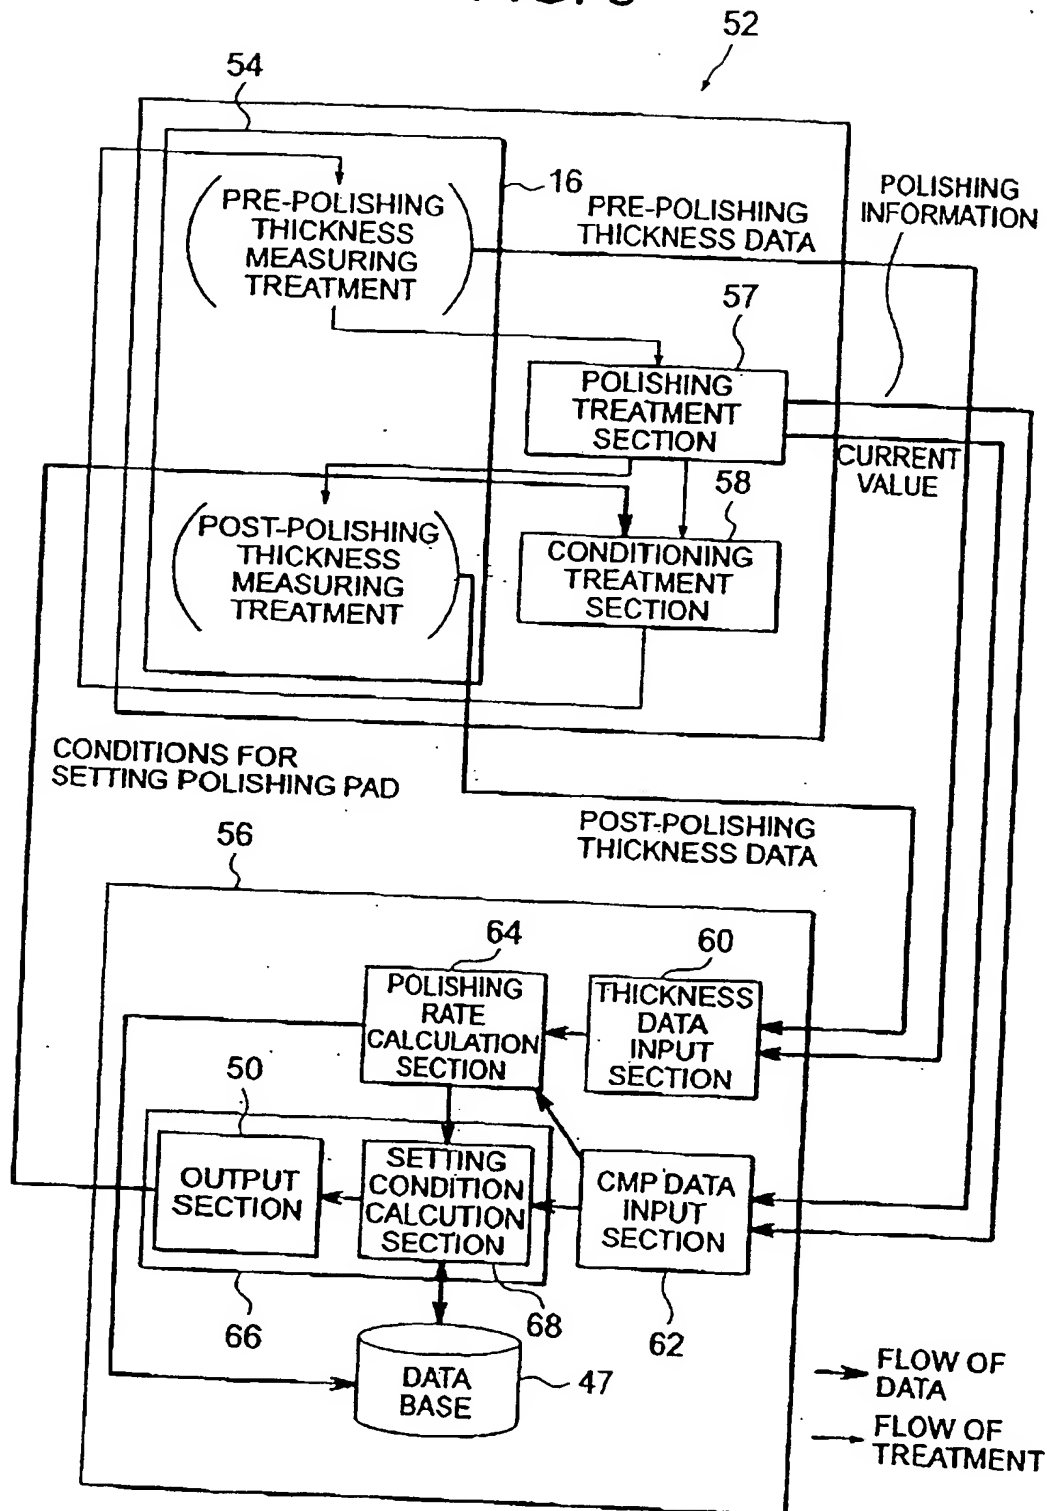 52
54
16
PRE-POLISHING
THICKNESS
MEASURING
TREATMENT
PRE-POLISHING
THICKNESS DATA
POLISHING
INFORMATION
57
POLISHING
TREATMENT
SECTION
CURRENT
VALUE
58
POST-POLISHING
THICKNESS
MEASURING
TREATMENT
CONDITIONING
TREATMENT
SECTION
CONDITIONS FOR
SETTING POLISHING PAD
POST-POLISHING
THICKNESS DATA
56
64
60
POLISHING
RATE
CALCULATION
SECTION
THICKNESS
DATA
INPUT
SECTION
50
OUTPUT
SECTION
SETTING
CONDITION
CALCUTION
SECTION
CMP DATA
INPUT
SECTION
66
68
62
DATA
BASE
47
FLOW OF
DATA
FLOW OF
TREATMENT